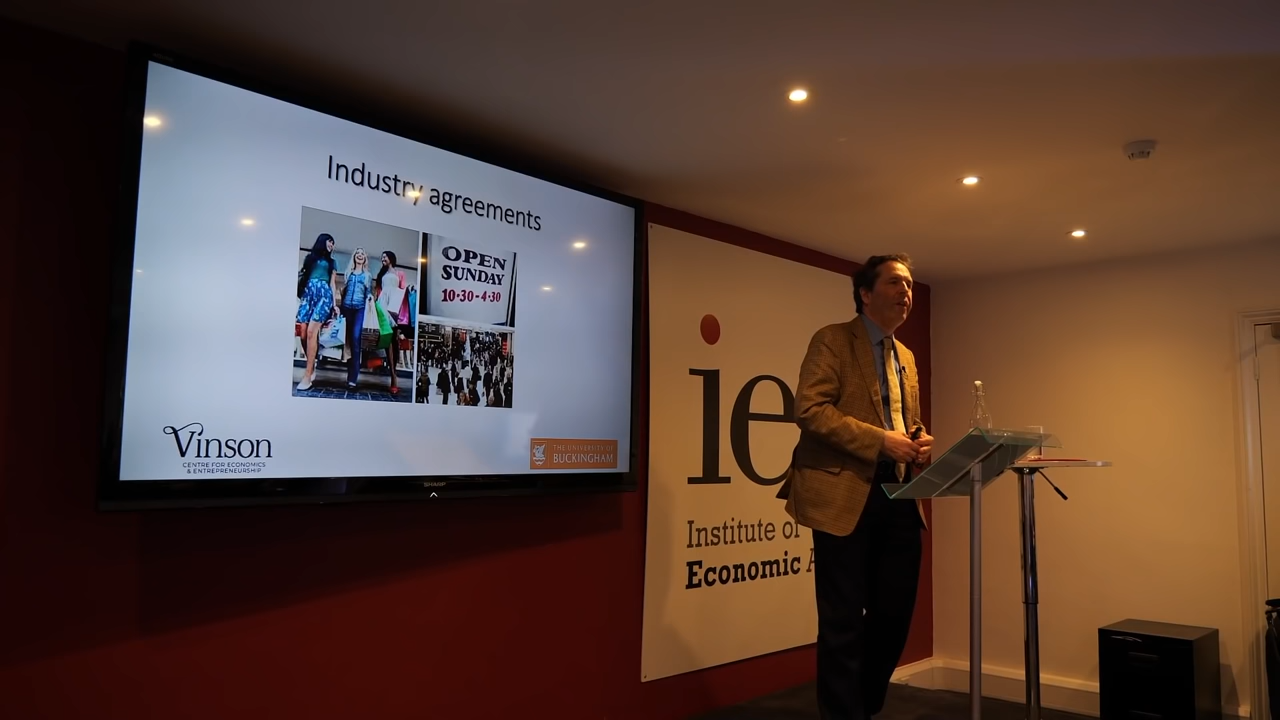 Industry agreements
OPEN
SUNDAY
10·30-4·30
Vinson
CENTRE FOR ECONOMICS
& ENTREPRENEURSHIP
THE UNIVERSITY OF
BUCKINGHAM
SHARP
ie
Institute of
Economic A